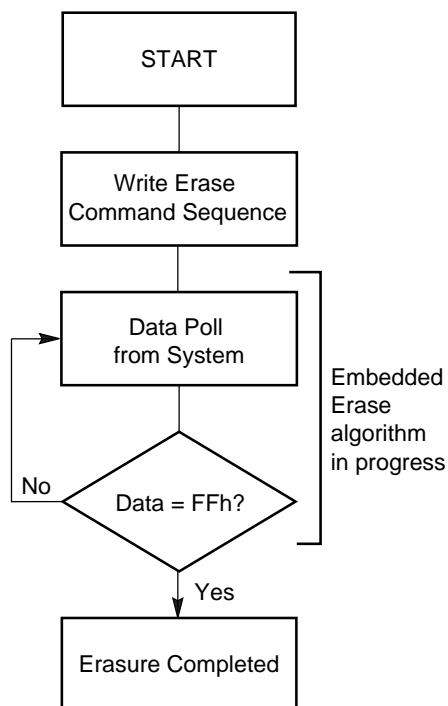 START
Write Erase
Command Sequence
Data Poll
from System
Embedded
Erase
algorithm
in progress
No
Data = FFh?
Yes
Erasure Completed